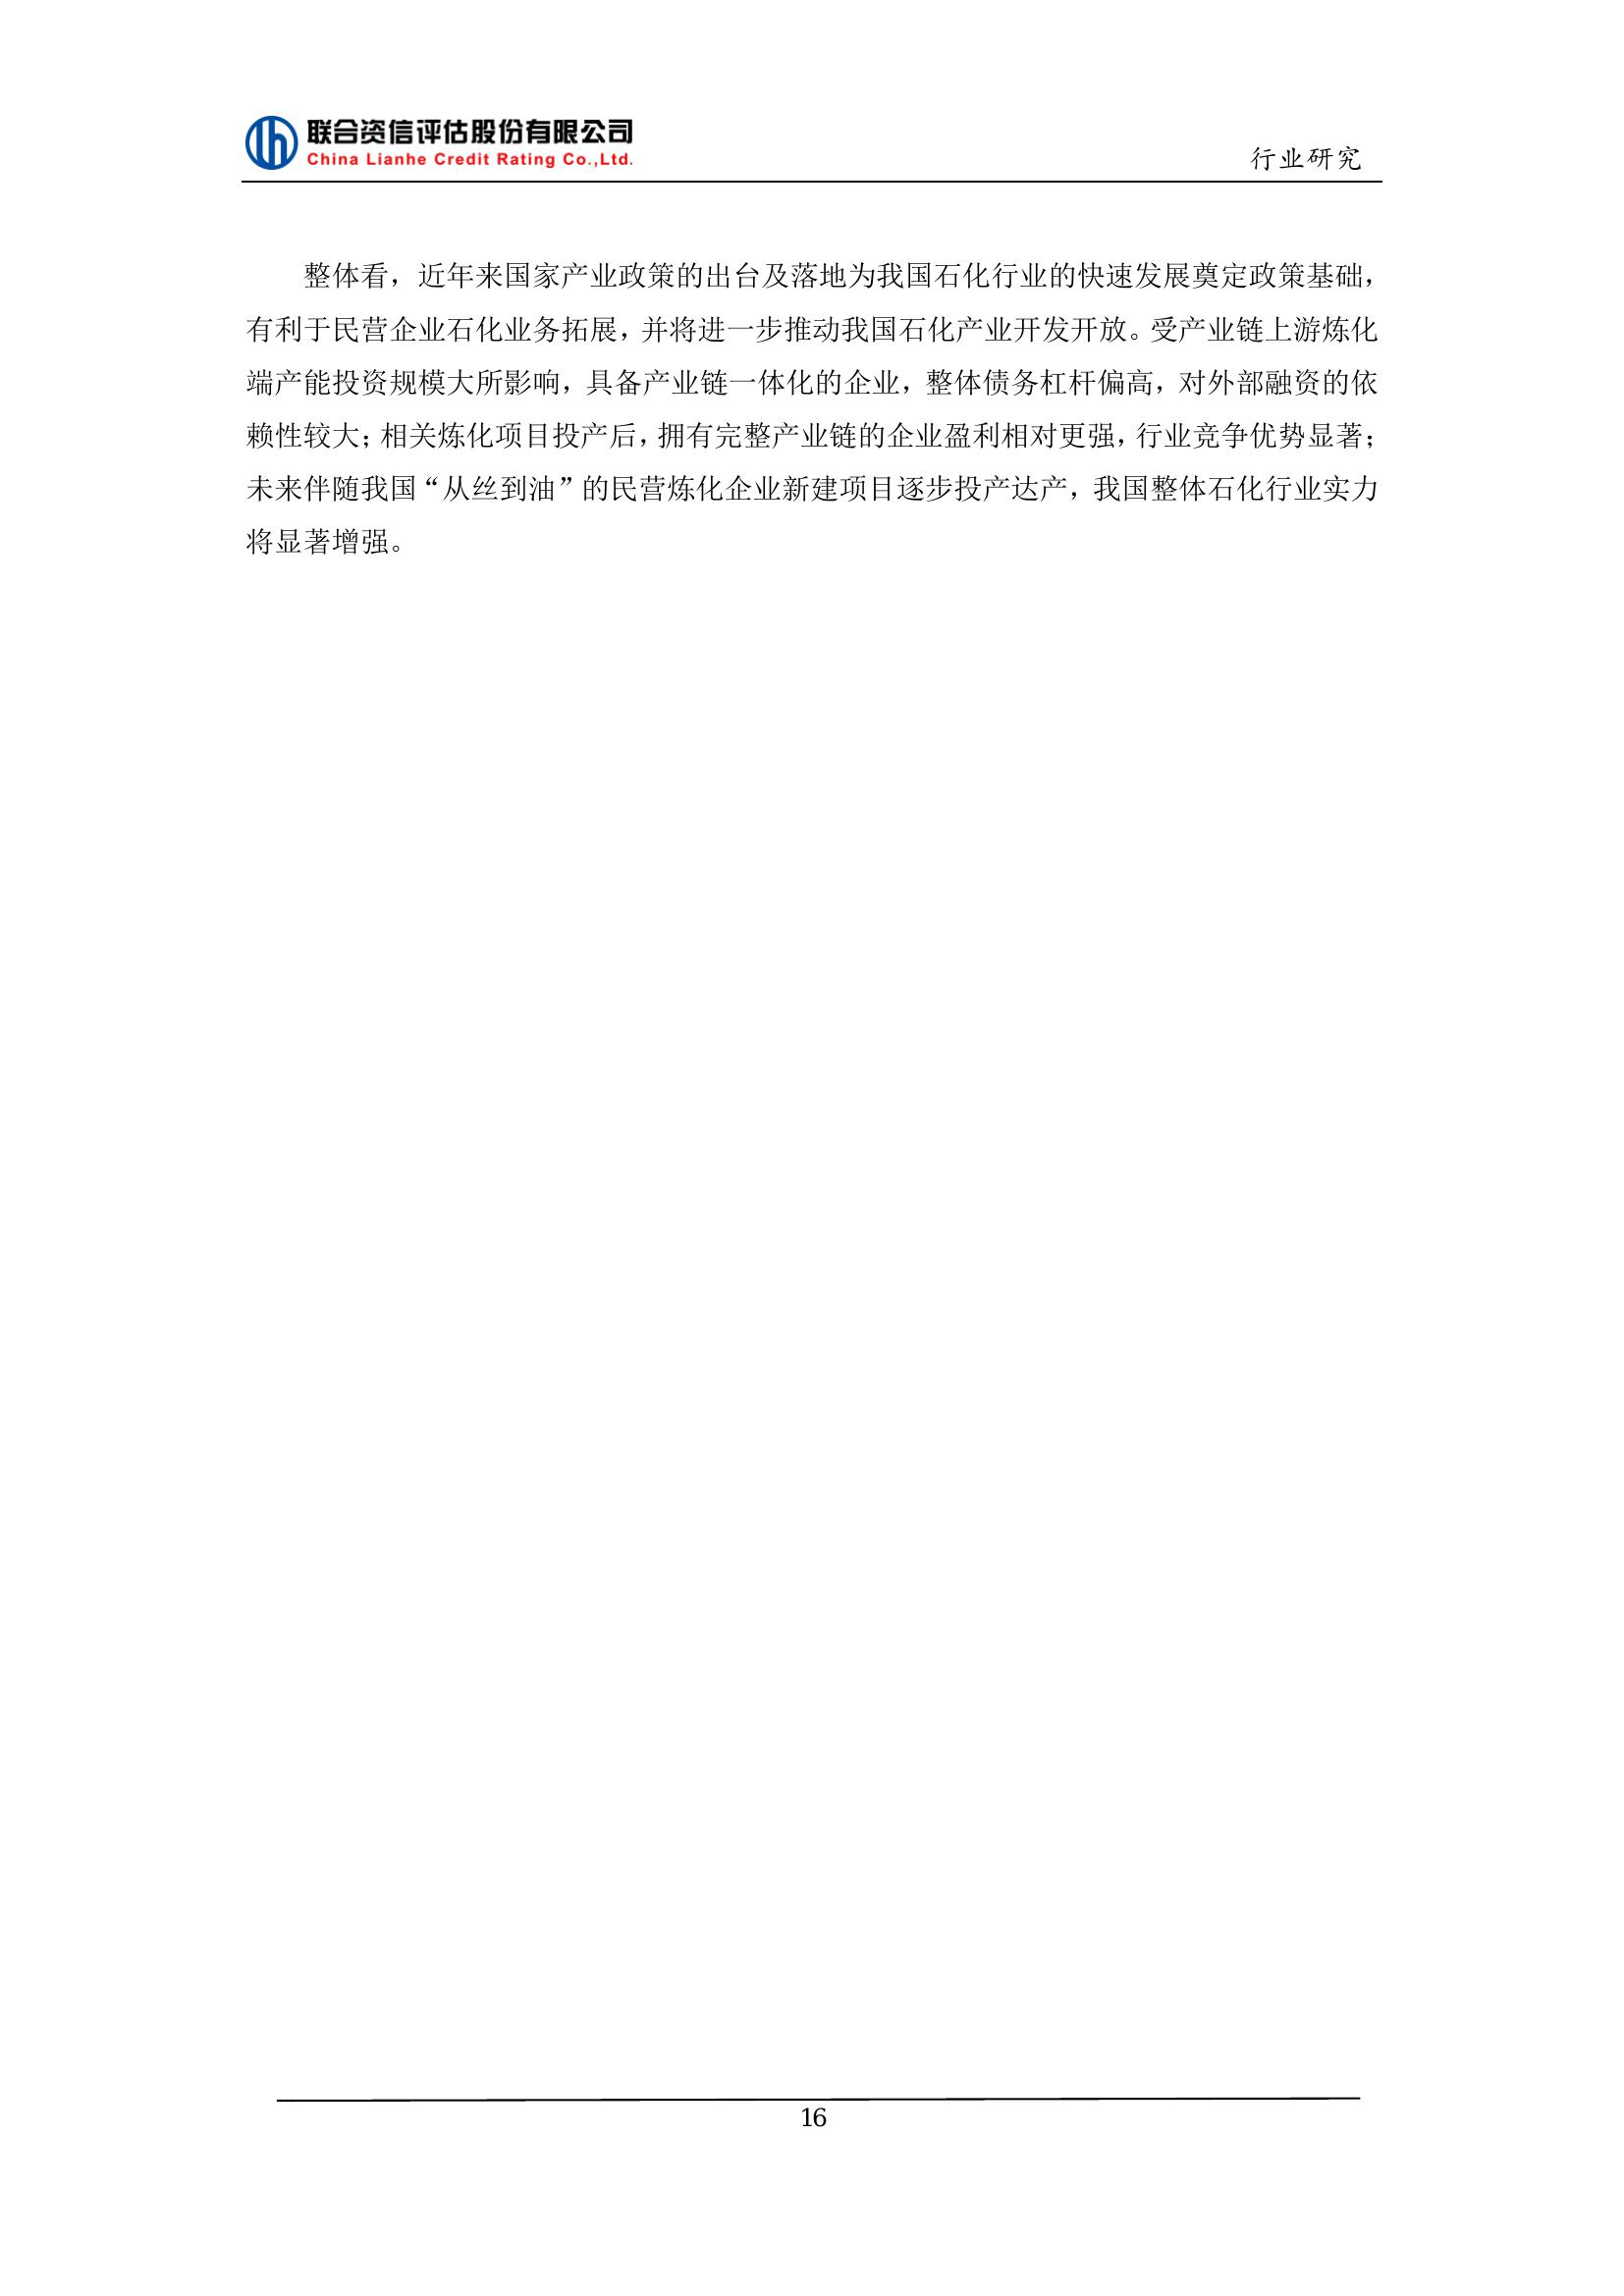 联合资信评估股份有限公司
China Lianhe Credit Rating Co.,Ltd.
行业研究
整体看，近年来国家产业政策的出台及落地为我国石化行业的快速发展奠定政策基础，
有利于民营企业石化业务拓展，并将进一步推动我国石化产业开发开放。受产业链上游炼化
端产能投资规模大所影响，具备产业链一体化的企业，整体债务杠杆偏高，对外部融资的依
赖性较大；相关炼化项目投产后，拥有完整产业链的企业盈利相对更强，行业竞争优势显著；
未来伴随我国“从丝到油”的民营炼化企业新建项目逐步投产达产，我国整体石化行业实力
将显著增强。
16